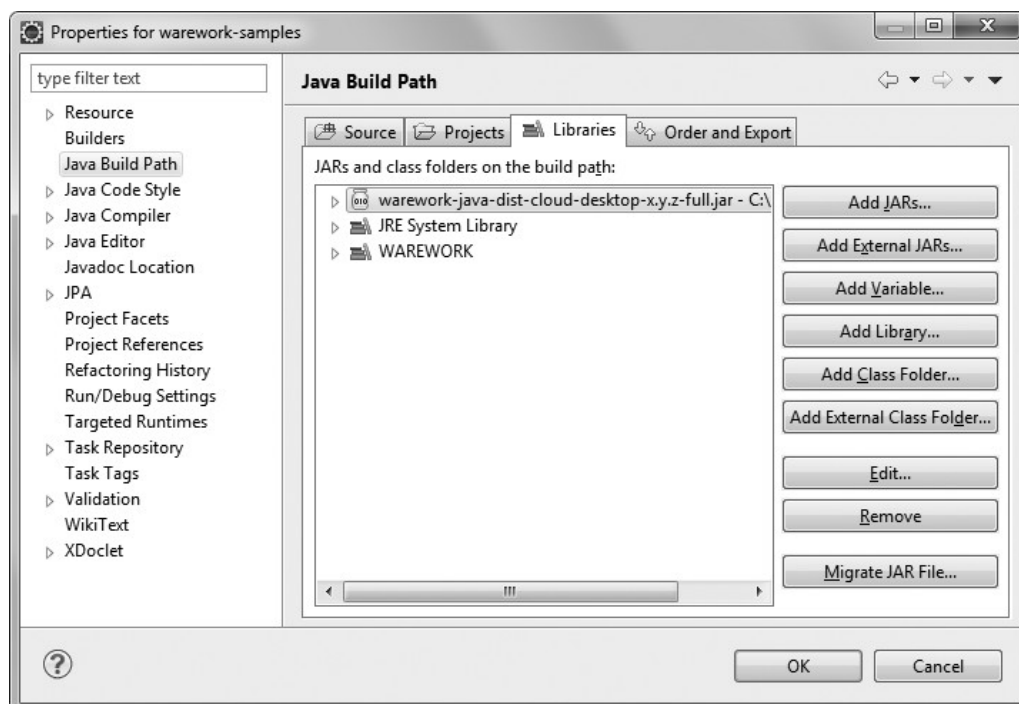 Properties for warework-samples
type filter text
Resource
Builders
Java Build Path
Java Code Style
Java Compiler
Java Editor
Javadoc Location
JPA
Project Facets
Project References
Refactoring History
Run/Debug Settings
Targeted Runtimes
Task Repository
Task Tags
Validation
WikiText
XDoclet
Java Build Path
Source Projects Libraries Order and Export
JARs and class folders on the build path:
010 warework-java-dist-cloud-desktop-x.y.z-full.jar - C:\
JRE System Library
WAREWORK
Add JARs...
Add External JARs...
Add Variable...
Add Library...
Add Class Folder...
Add External Class Folder...
Edit...
Remove
Migrate JAR File...
OK Cancel